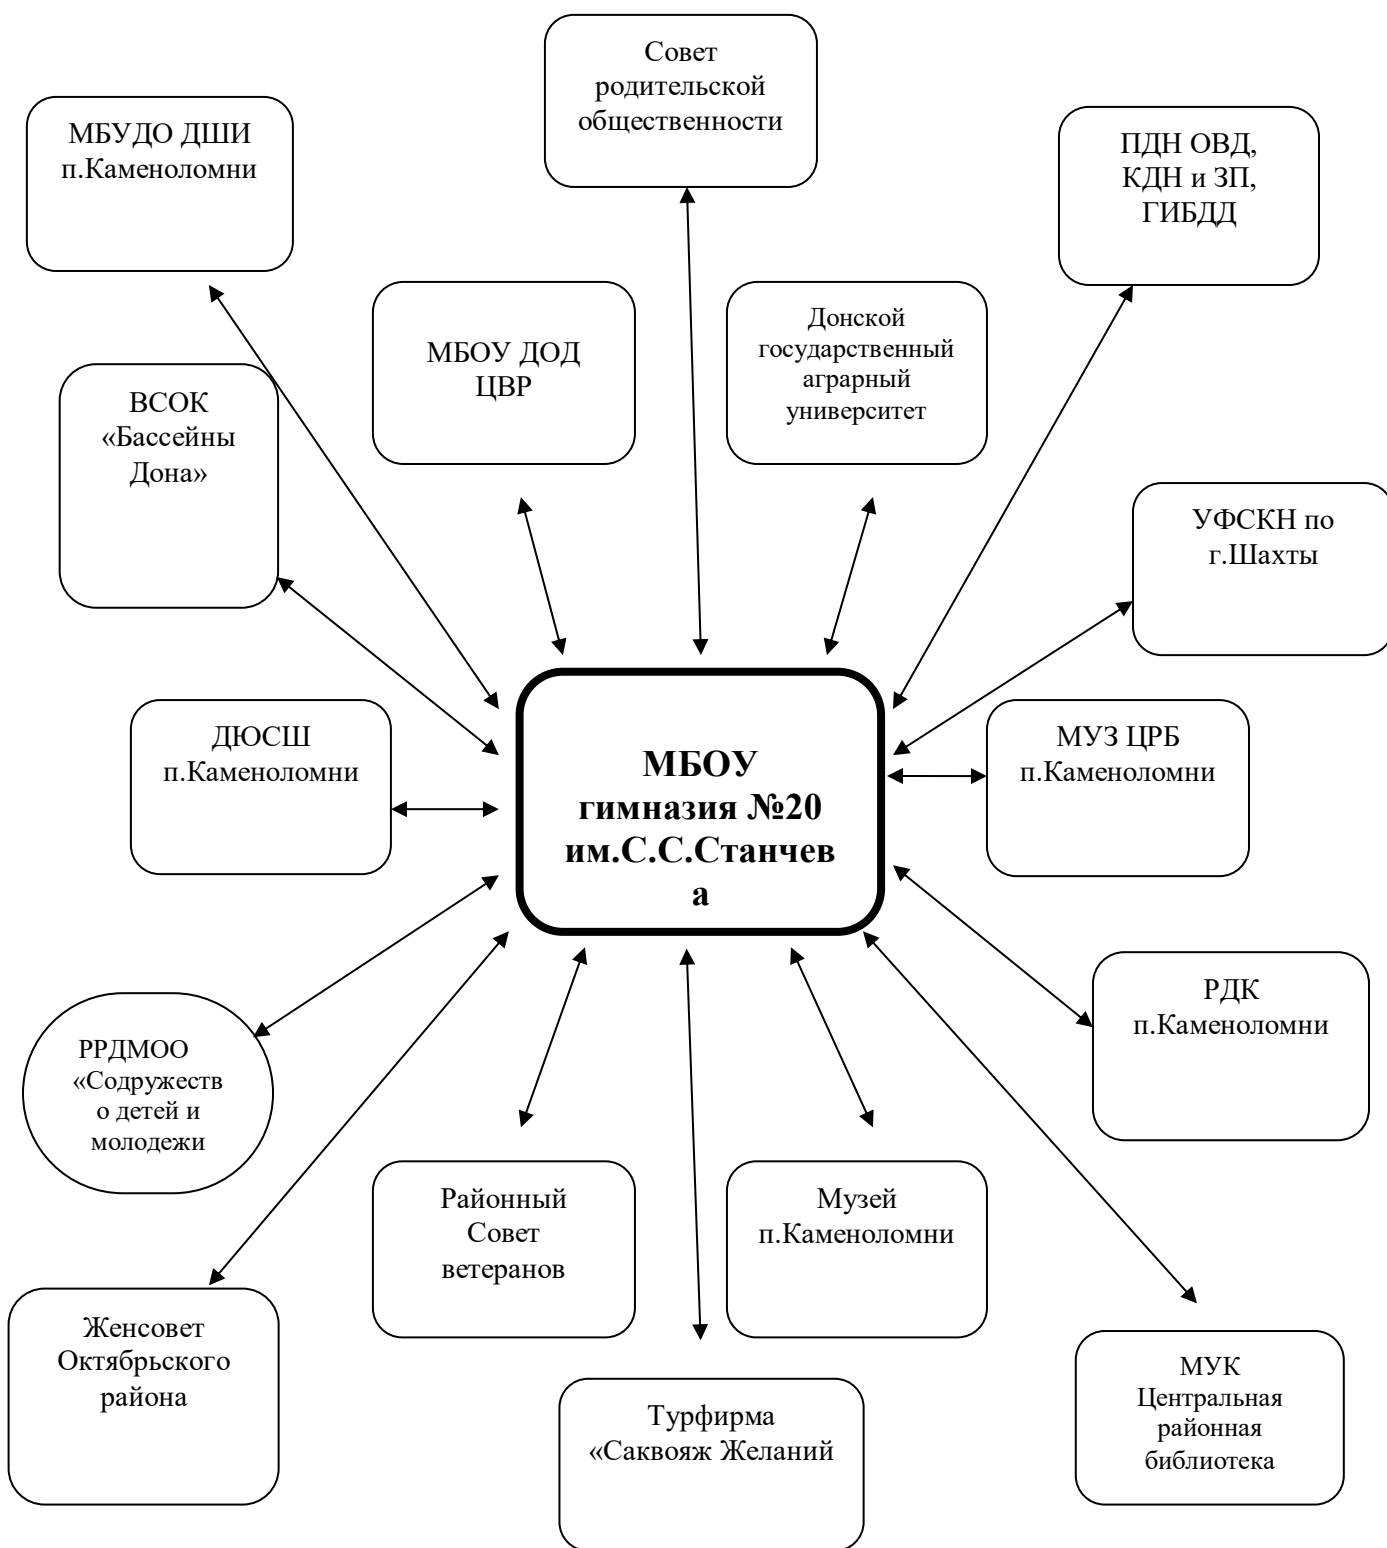 Совет
родительской
общественности
МБУДО ДШИ
п.Каменоломни
ПДН ОВД,
КДН и ЗП,
ГИБДД
МБОУ ДОД
ЦВР
Донской
государственный
аграрный
университет
ВСОК
«Бассейны
Дона»
УФСКН по
г.Шахты
ДЮСШ
п.Каменоломни
МБОУ
гимназия №20
им.С.С.Станчев
а
МУЗ ЦРБ
п.Каменоломни
РРДМОО
«Содружеств
о детей и
молодежи
РДК
п.Каменоломни
Районный
Совет
ветеранов
Музей
п.Каменоломни
Женсовет
Октябрьского
района
Турфирма
«Саквояж Желаний
МУК
Центральная
районная
библиотека